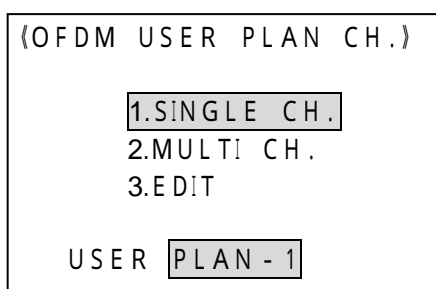 《OFDM USER PLAN CH.》
1.SINGLE CH.
2.MULTI CH.
3.EDIT
USER PLAN-1